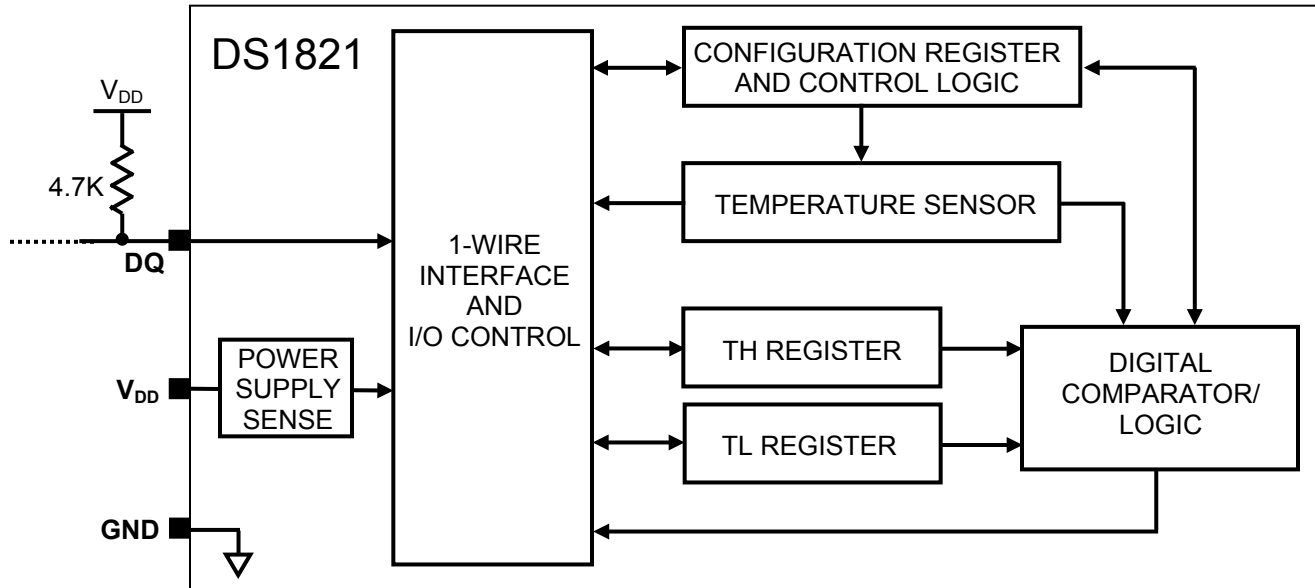 DS1821
V_DD
4.7K
DQ
V_DD
GND
POWER
SUPPLY
SENSE
1-WIRE
INTERFACE
AND
I/O CONTROL
CONFIGURATION REGISTER
AND CONTROL LOGIC
TEMPERATURE SENSOR
TH REGISTER
TL REGISTER
DIGITAL
COMPARATOR/
LOGIC